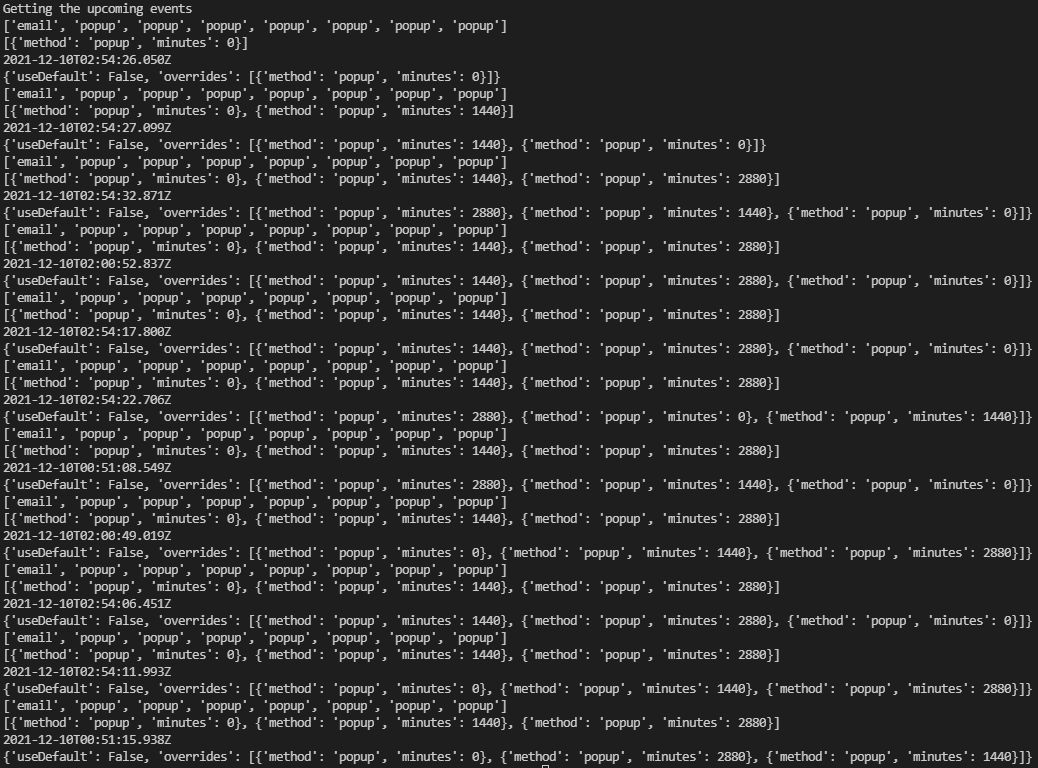 Getting the upcoming events
['email', 'popup', 'popup', 'popup', 'popup', 'popup', 'popup', 'popup']
[{'method': 'popup', 'minutes': 0}]
2021-12-10T02:54:26.050Z
{'useDefault': False, 'overrides': [{'method': 'popup', 'minutes': 0}]}
['email', 'popup', 'popup', 'popup', 'popup', 'popup', 'popup', 'popup']
[{'method': 'popup', 'minutes': 0}, {'method': 'popup', 'minutes': 1440}]
2021-12-10T02:54:27.099Z
{'useDefault': False, 'overrides': [{'method': 'popup', 'minutes': 1440}, {'method': 'popup', 'minutes': 0}]}
['email', 'popup', 'popup', 'popup', 'popup', 'popup', 'popup', 'popup']
[{'method': 'popup', 'minutes': 0}, {'method': 'popup', 'minutes': 1440}, {'method': 'popup', 'minutes': 2880}]
2021-12-10T02:54:32.871Z
{'useDefault': False, 'overrides': [{'method': 'popup', 'minutes': 2880}, {'method': 'popup', 'minutes': 1440}, {'method': 'popup', 'minutes': 0}]}
['email', 'popup', 'popup', 'popup', 'popup', 'popup', 'popup', 'popup']
[{'method': 'popup', 'minutes': 0}, {'method': 'popup', 'minutes': 1440}, {'method': 'popup', 'minutes': 2880}]
2021-12-10T02:00:52.837Z
{'useDefault': False, 'overrides': [{'method': 'popup', 'minutes': 1440}, {'method': 'popup', 'minutes': 2880}, {'method': 'popup', 'minutes': 0}]}
['email', 'popup', 'popup', 'popup', 'popup', 'popup', 'popup', 'popup']
[{'method': 'popup', 'minutes': 0}, {'method': 'popup', 'minutes': 1440}, {'method': 'popup', 'minutes': 2880}]
2021-12-10T02:54:17.800Z
{'useDefault': False, 'overrides': [{'method': 'popup', 'minutes': 1440}, {'method': 'popup', 'minutes': 2880}, {'method': 'popup', 'minutes': 0}]}
['email', 'popup', 'popup', 'popup', 'popup', 'popup', 'popup', 'popup']
[{'method': 'popup', 'minutes': 0}, {'method': 'popup', 'minutes': 1440}, {'method': 'popup', 'minutes': 2880}]
2021-12-10T02:54:22.706Z
{'useDefault': False, 'overrides': [{'method': 'popup', 'minutes': 2880}, {'method': 'popup', 'minutes': 0}, {'method': 'popup', 'minutes': 1440}]}
['email', 'popup', 'popup', 'popup', 'popup', 'popup', 'popup', 'popup']
[{'method': 'popup', 'minutes': 0}, {'method': 'popup', 'minutes': 1440}, {'method': 'popup', 'minutes': 2880}]
2021-12-10T00:51:08.549Z
{'useDefault': False, 'overrides': [{'method': 'popup', 'minutes': 2880}, {'method': 'popup', 'minutes': 1440}, {'method': 'popup', 'minutes': 0}]}
['email', 'popup', 'popup', 'popup', 'popup', 'popup', 'popup', 'popup']
[{'method': 'popup', 'minutes': 0}, {'method': 'popup', 'minutes': 1440}, {'method': 'popup', 'minutes': 2880}]
2021-12-10T02:00:49.019Z
{'useDefault': False, 'overrides': [{'method': 'popup', 'minutes': 0}, {'method': 'popup', 'minutes': 1440}, {'method': 'popup', 'minutes': 2880}]}
['email', 'popup', 'popup', 'popup', 'popup', 'popup', 'popup', 'popup']
[{'method': 'popup', 'minutes': 0}, {'method': 'popup', 'minutes': 1440}, {'method': 'popup', 'minutes': 2880}]
2021-12-10T02:54:06.451Z
{'useDefault': False, 'overrides': [{'method': 'popup', 'minutes': 1440}, {'method': 'popup', 'minutes': 2880}, {'method': 'popup', 'minutes': 0}]}
['email', 'popup', 'popup', 'popup', 'popup', 'popup', 'popup', 'popup']
[{'method': 'popup', 'minutes': 0}, {'method': 'popup', 'minutes': 1440}, {'method': 'popup', 'minutes': 2880}]
2021-12-10T02:54:11.993Z
{'useDefault': False, 'overrides': [{'method': 'popup', 'minutes': 0}, {'method': 'popup', 'minutes': 1440}, {'method': 'popup', 'minutes': 2880}]}
['email', 'popup', 'popup', 'popup', 'popup', 'popup', 'popup', 'popup']
[{'method': 'popup', 'minutes': 0}, {'method': 'popup', 'minutes': 1440}, {'method': 'popup', 'minutes': 2880}]
2021-12-10T00:51:15.938Z
{'useDefault': False, 'overrides': [{'method': 'popup', 'minutes': 0}, {'method': 'popup', 'minutes': 2880}, {'method': 'popup', 'minutes': 1440}]}